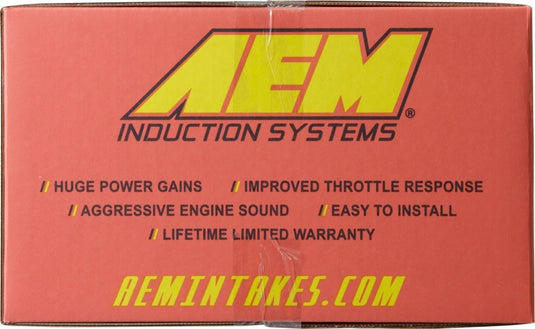 AEM®
INDUCTION SYSTEMS
// HUGE POWER GAINS // IMPROVED THROTTLE RESPONSE
// AGGRESSIVE ENGINE SOUND // EASY TO INSTALL
// LIFETIME LIMITED WARRANTY
AEMINTAKES.COM